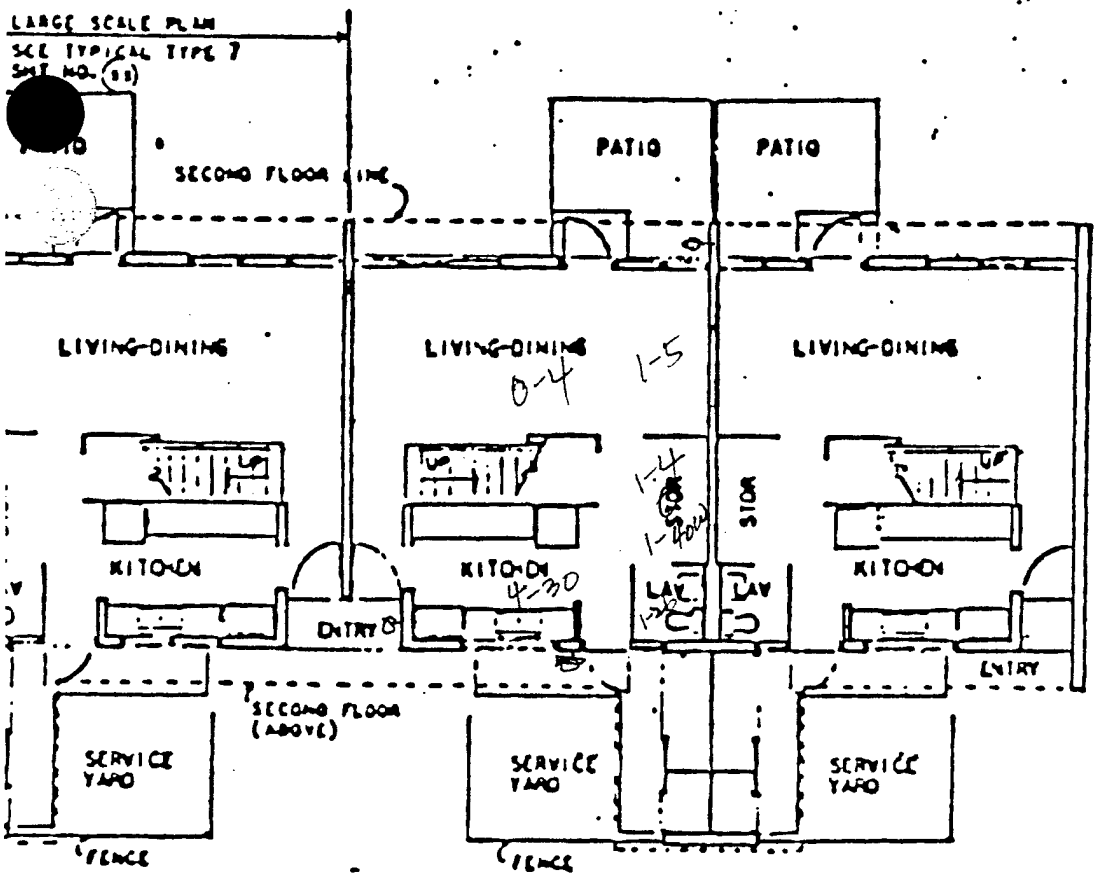 LARGE SCALE PLAN
SEE TYPICAL TYPE 7
SHT NO. (33)
PATIO
PATIO
SECOND FLOOR LINE
LIVING-DINING
LIVING-DINING
LIVING-DINING
0-4
1-5
UP
UP
UP
1-4
STOR
STOR
KITCHEN
KITCHEN
KITCHEN
4-30
LAV
LAV
ENTRY
ENTRY
SECOND FLOOR
(ABOVE)
SERVICE
YARD
SERVICE
YARD
SERVICE
YARD
FENCE
FENCE